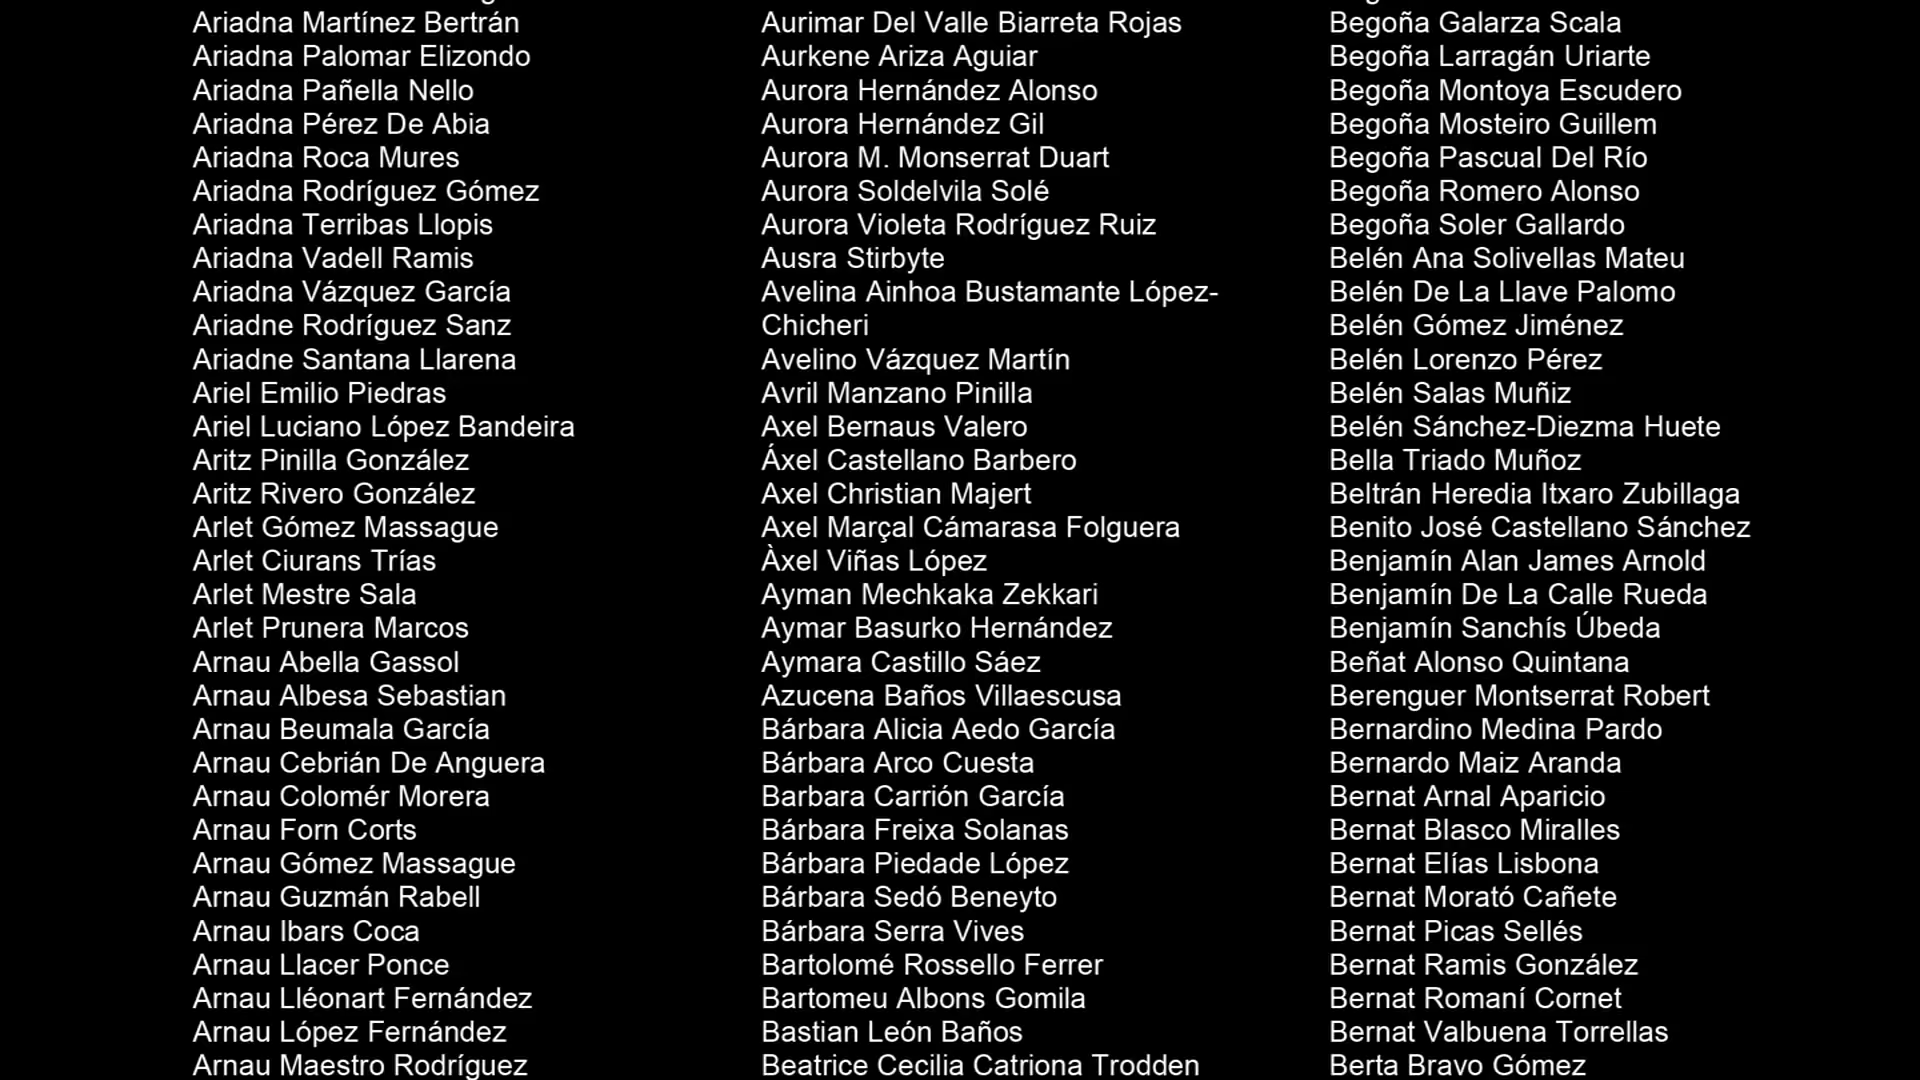 Ariadna Martínez Bertrán
Ariadna Palomar Elizondo
Ariadna Pañella Nello
Ariadna Pérez De Abia
Ariadna Roca Mures
Ariadna Rodríguez Gómez
Ariadna Terribas Llopis
Ariadna Vadell Ramis
Ariadna Vázquez García
Ariadne Rodríguez Sanz
Ariadne Santana Llarena
Ariel Emilio Piedras
Ariel Luciano López Bandeira
Aritz Pinilla González
Aritz Rivero González
Arlet Gómez Massague
Arlet Ciurans Trías
Arlet Mestre Sala
Arlet Prunera Marcos
Arnau Abella Gassol
Arnau Albesa Sebastian
Arnau Beumala García
Arnau Cebrián De Anguera
Arnau Colomér Morera
Arnau Forn Corts
Arnau Gómez Massague
Arnau Guzmán Rabell
Arnau Ibars Coca
Arnau Llacer Ponce
Arnau Lléonart Fernández
Arnau López Fernández
Arnau Maestro Rodríguez
Aurimar Del Valle Biarreta Rojas
Aurkene Ariza Aguiar
Aurora Hernández Alonso
Aurora Hernández Gil
Aurora M. Monserrat Duart
Aurora Soldelvila Solé
Aurora Violeta Rodríguez Ruiz
Ausra Stirbyte
Avelina Ainhoa Bustamante López-
Chicheri
Avelino Vázquez Martín
Avril Manzano Pinilla
Axel Bernaus Valero
Áxel Castellano Barbero
Axel Christian Majert
Axel Marçal Cámarasa Folguera
Àxel Viñas López
Ayman Mechkaka Zekkari
Aymar Basurko Hernández
Aymara Castillo Sáez
Azucena Baños Villaescusa
Bárbara Alicia Aedo García
Bárbara Arco Cuesta
Barbara Carrión García
Bárbara Freixa Solanas
Bárbara Piedade López
Bárbara Sedó Beneyto
Bárbara Serra Vives
Bartolomé Rossello Ferrer
Bartomeu Albons Gomila
Bastian León Baños
Beatrice Cecilia Catriona Trodden
Begoña Galarza Scala
Begoña Larragán Uriarte
Begoña Montoya Escudero
Begoña Mosteiro Guillem
Begoña Pascual Del Río
Begoña Romero Alonso
Begoña Soler Gallardo
Belén Ana Solivellas Mateu
Belén De La Llave Palomo
Belén Gómez Jiménez
Belén Lorenzo Pérez
Belén Salas Muñiz
Belén Sánchez-Diezma Huete
Bella Triado Muñoz
Beltrán Heredia Itxaro Zubillaga
Benito José Castellano Sánchez
Benjamín Alan James Arnold
Benjamín De La Calle Rueda
Benjamín Sanchís Úbeda
Beñat Alonso Quintana
Berenguer Montserrat Robert
Bernardino Medina Pardo
Bernardo Maiz Aranda
Bernat Arnal Aparicio
Bernat Blasco Miralles
Bernat Elías Lisbona
Bernat Morató Cañete
Bernat Picas Sellés
Bernat Ramis González
Bernat Romaní Cornet
Bernat Valbuena Torrellas
Berta Bravo Gómez